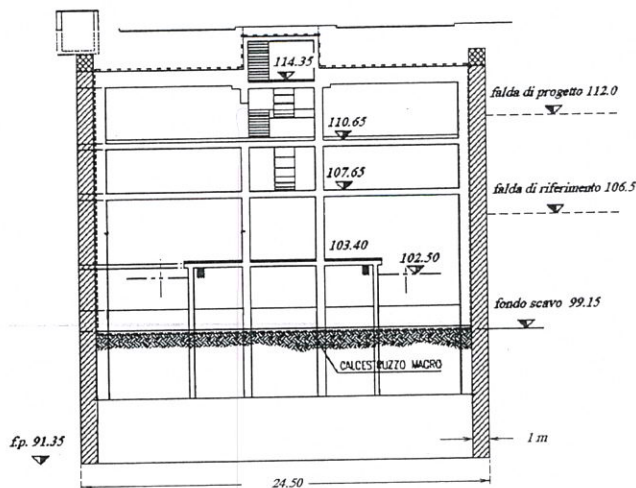 114.35
falda di progetto 112.0
110.65
107.65
falda di riferimento 106.5
103.40
102.50
fondo scavo 99.15
CALCESTRUZZO MACRO
f.p. 91.35
1 m
24.50